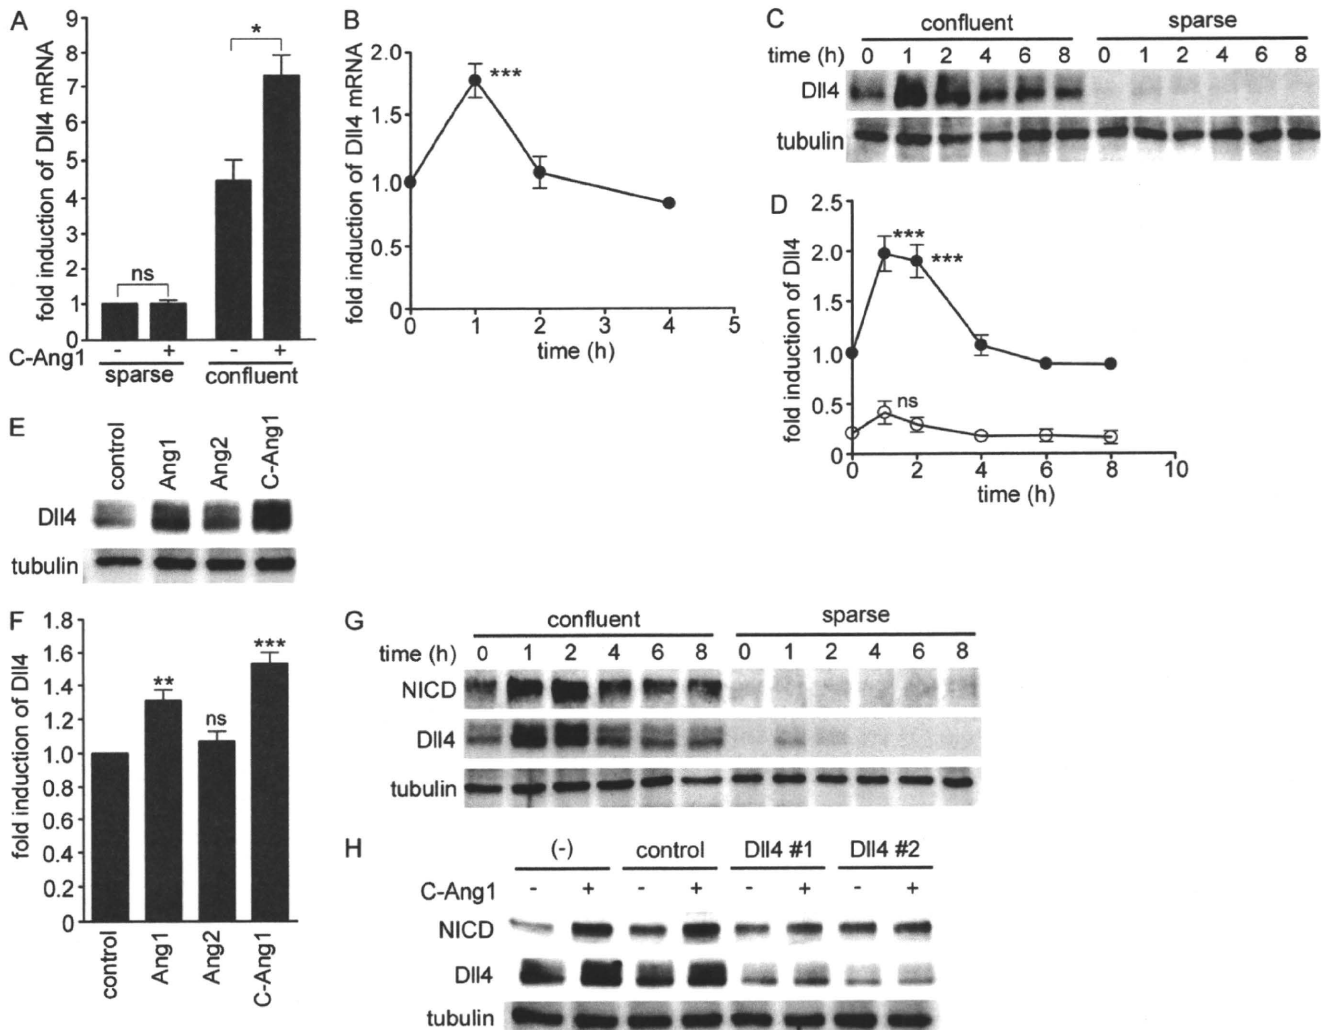 A
fold induction of Dll4 mRNA
9
8
7
6
5
4
3
2
1
0
ns
*
C-Ang1 - + - +
sparse confluent
B
fold induction of Dll4 mRNA
2.0
1.5
1.0
0.5
0
***
0 1 2 3 4 5
time (h)
C
confluent sparse
time (h) 0 1 2 4 6 8 0 1 2 4 6 8
Dll4
tubulin
D
fold induction of Dll4
2.5
2.0
1.5
1.0
0.5
0
***
***
ns
0 2 4 6 8 10
time (h)
E
control Ang1 Ang2 C-Ang1
Dll4
tubulin
F
fold induction of Dll4
1.8
1.6
1.4
1.2
1.0
0.8
0.6
0.4
0.2
0
**
ns
***
control Ang1 Ang2 C-Ang1
G
confluent sparse
time (h) 0 1 2 4 6 8 0 1 2 4 6 8
NICD
Dll4
tubulin
H
(-) control Dll4 #1 Dll4 #2
C-Ang1 - + - + - + - +
NICD
Dll4
tubulin